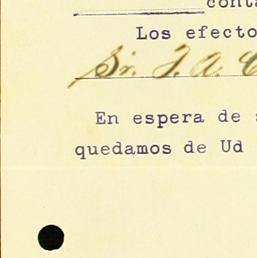 conta
Los efecto
Sr. J. A. C
En espera de s
quedamos de Ud